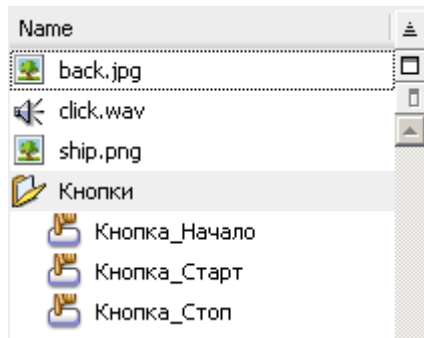 Name
back.jpg
click.wav
ship.png
Кнопки
Кнопка_Начало
Кнопка_Старт
Кнопка_Стоп